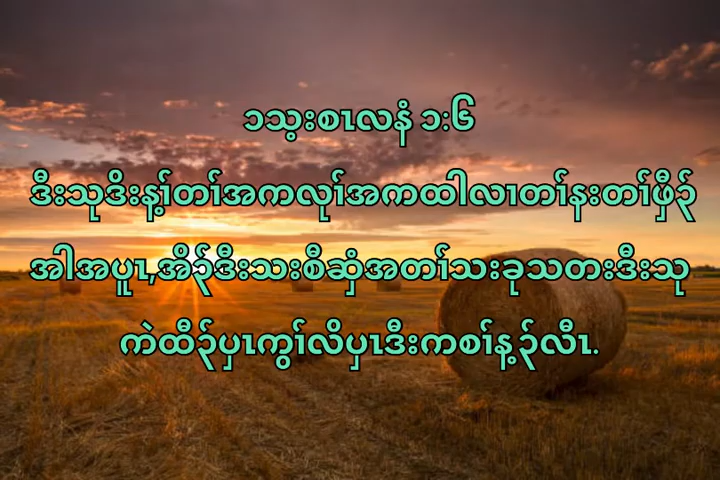 ၁သ့းစၤလနံ ၁:၆
ဒီးသုဒိးန့ၢ်တၢ်အကလုၢ်အကထါလၢတၢ်နးတၢ်ဖှီၣ်
အါအပူၤ,အိၣ်ဒီးသးစီဆှံအတၢ်သးခုသတးဒီးသု
ကဲထီၣ်ပှၤကွၢ်လိပှၤဒီးကစၢ်န့ၣ်လီၤ.